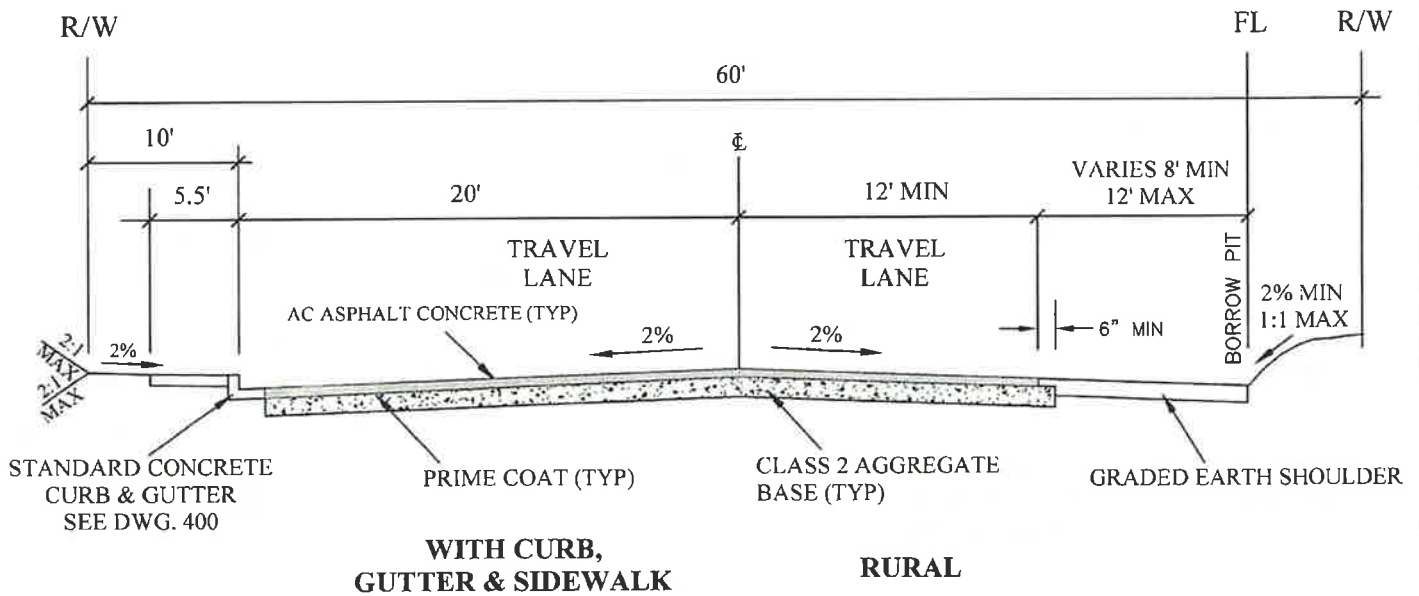 R/W
FL
R/W
60'
10'
℄
5.5'
20'
12' MIN
VARIES 8' MIN
12' MAX
TRAVEL
LANE
TRAVEL
LANE
BORROW PIT
AC ASPHALT CONCRETE (TYP)
2% MIN
1:1 MAX
6" MIN
2:1
MAX
2%
2%
2%
2:1
MAX
STANDARD CONCRETE
CURB & GUTTER
SEE DWG. 400
PRIME COAT (TYP)
CLASS 2 AGGREGATE
BASE (TYP)
GRADED EARTH SHOULDER
WITH CURB,
GUTTER & SIDEWALK
RURAL